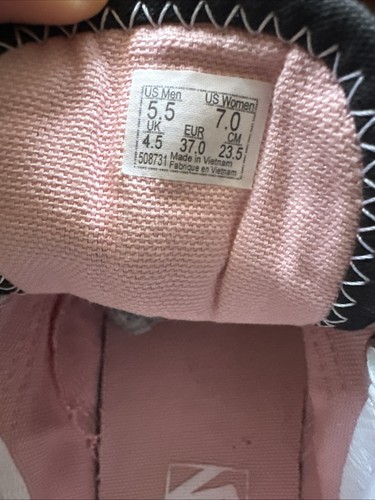 US Men US Women
5.5 7.0
UK EUR CM
4.5 37.0 23.5
508731 Made in Vietnam
Fabriqué en Vietnam